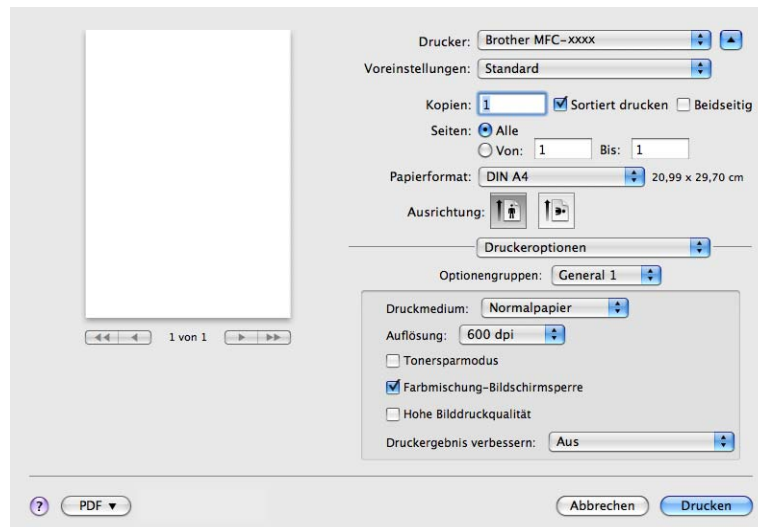 Drucker: Brother MFC-xxxx
Voreinstellungen: Standard
Kopien: 1 Sortiert drucken Beidseitig
Seiten: Alle
Von: 1 Bis: 1
Papierformat: DIN A4 20,99 x 29,70 cm
Ausrichtung:
Druckeroptionen
Optionengruppen: General 1
Druckmedium: Normalpapier
Auflösung: 600 dpi
Tonersparmodus
Farbmischung-Bildschirmsperre
Hohe Bilddruckqualität
Druckergebnis verbessern: Aus
1 von 1
? PDF ▼ Abbrechen Drucken